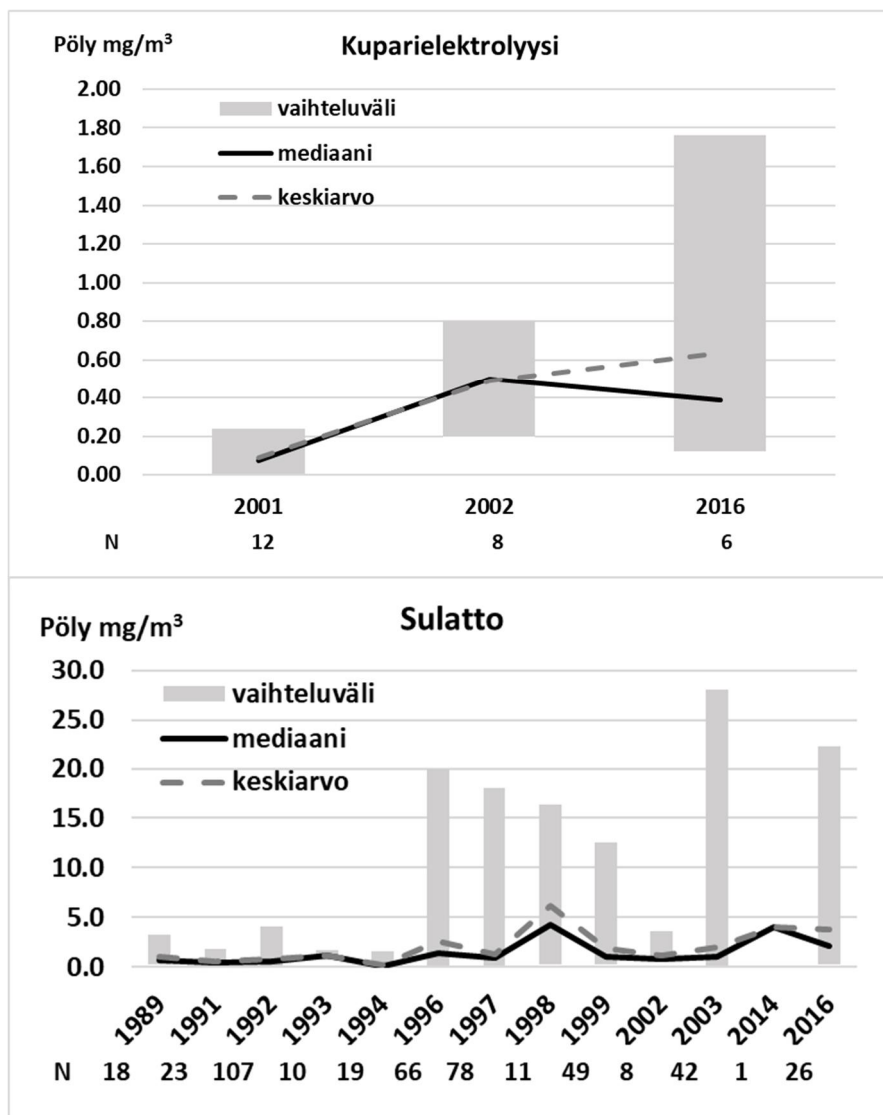 Pöly mg/m³ Kuparielektrolyysi
2.00
vaihteluväli
1.80
mediaani
1.60
keskiarvo
1.40
1.20
1.00
0.80
0.60
0.40
0.20
0.00
2001 2002 2016
N 12 8 6
Pöly mg/m³ Sulatto
30.0
vaihteluväli
25.0
mediaani
20.0
keskiarvo
15.0
10.0
5.0
0.0
1989 1991 1992 1993 1994 1996 1997 1998 1999 2002 2003 2014 2016
N 18 23 107 10 19 66 78 11 49 8 42 1 26